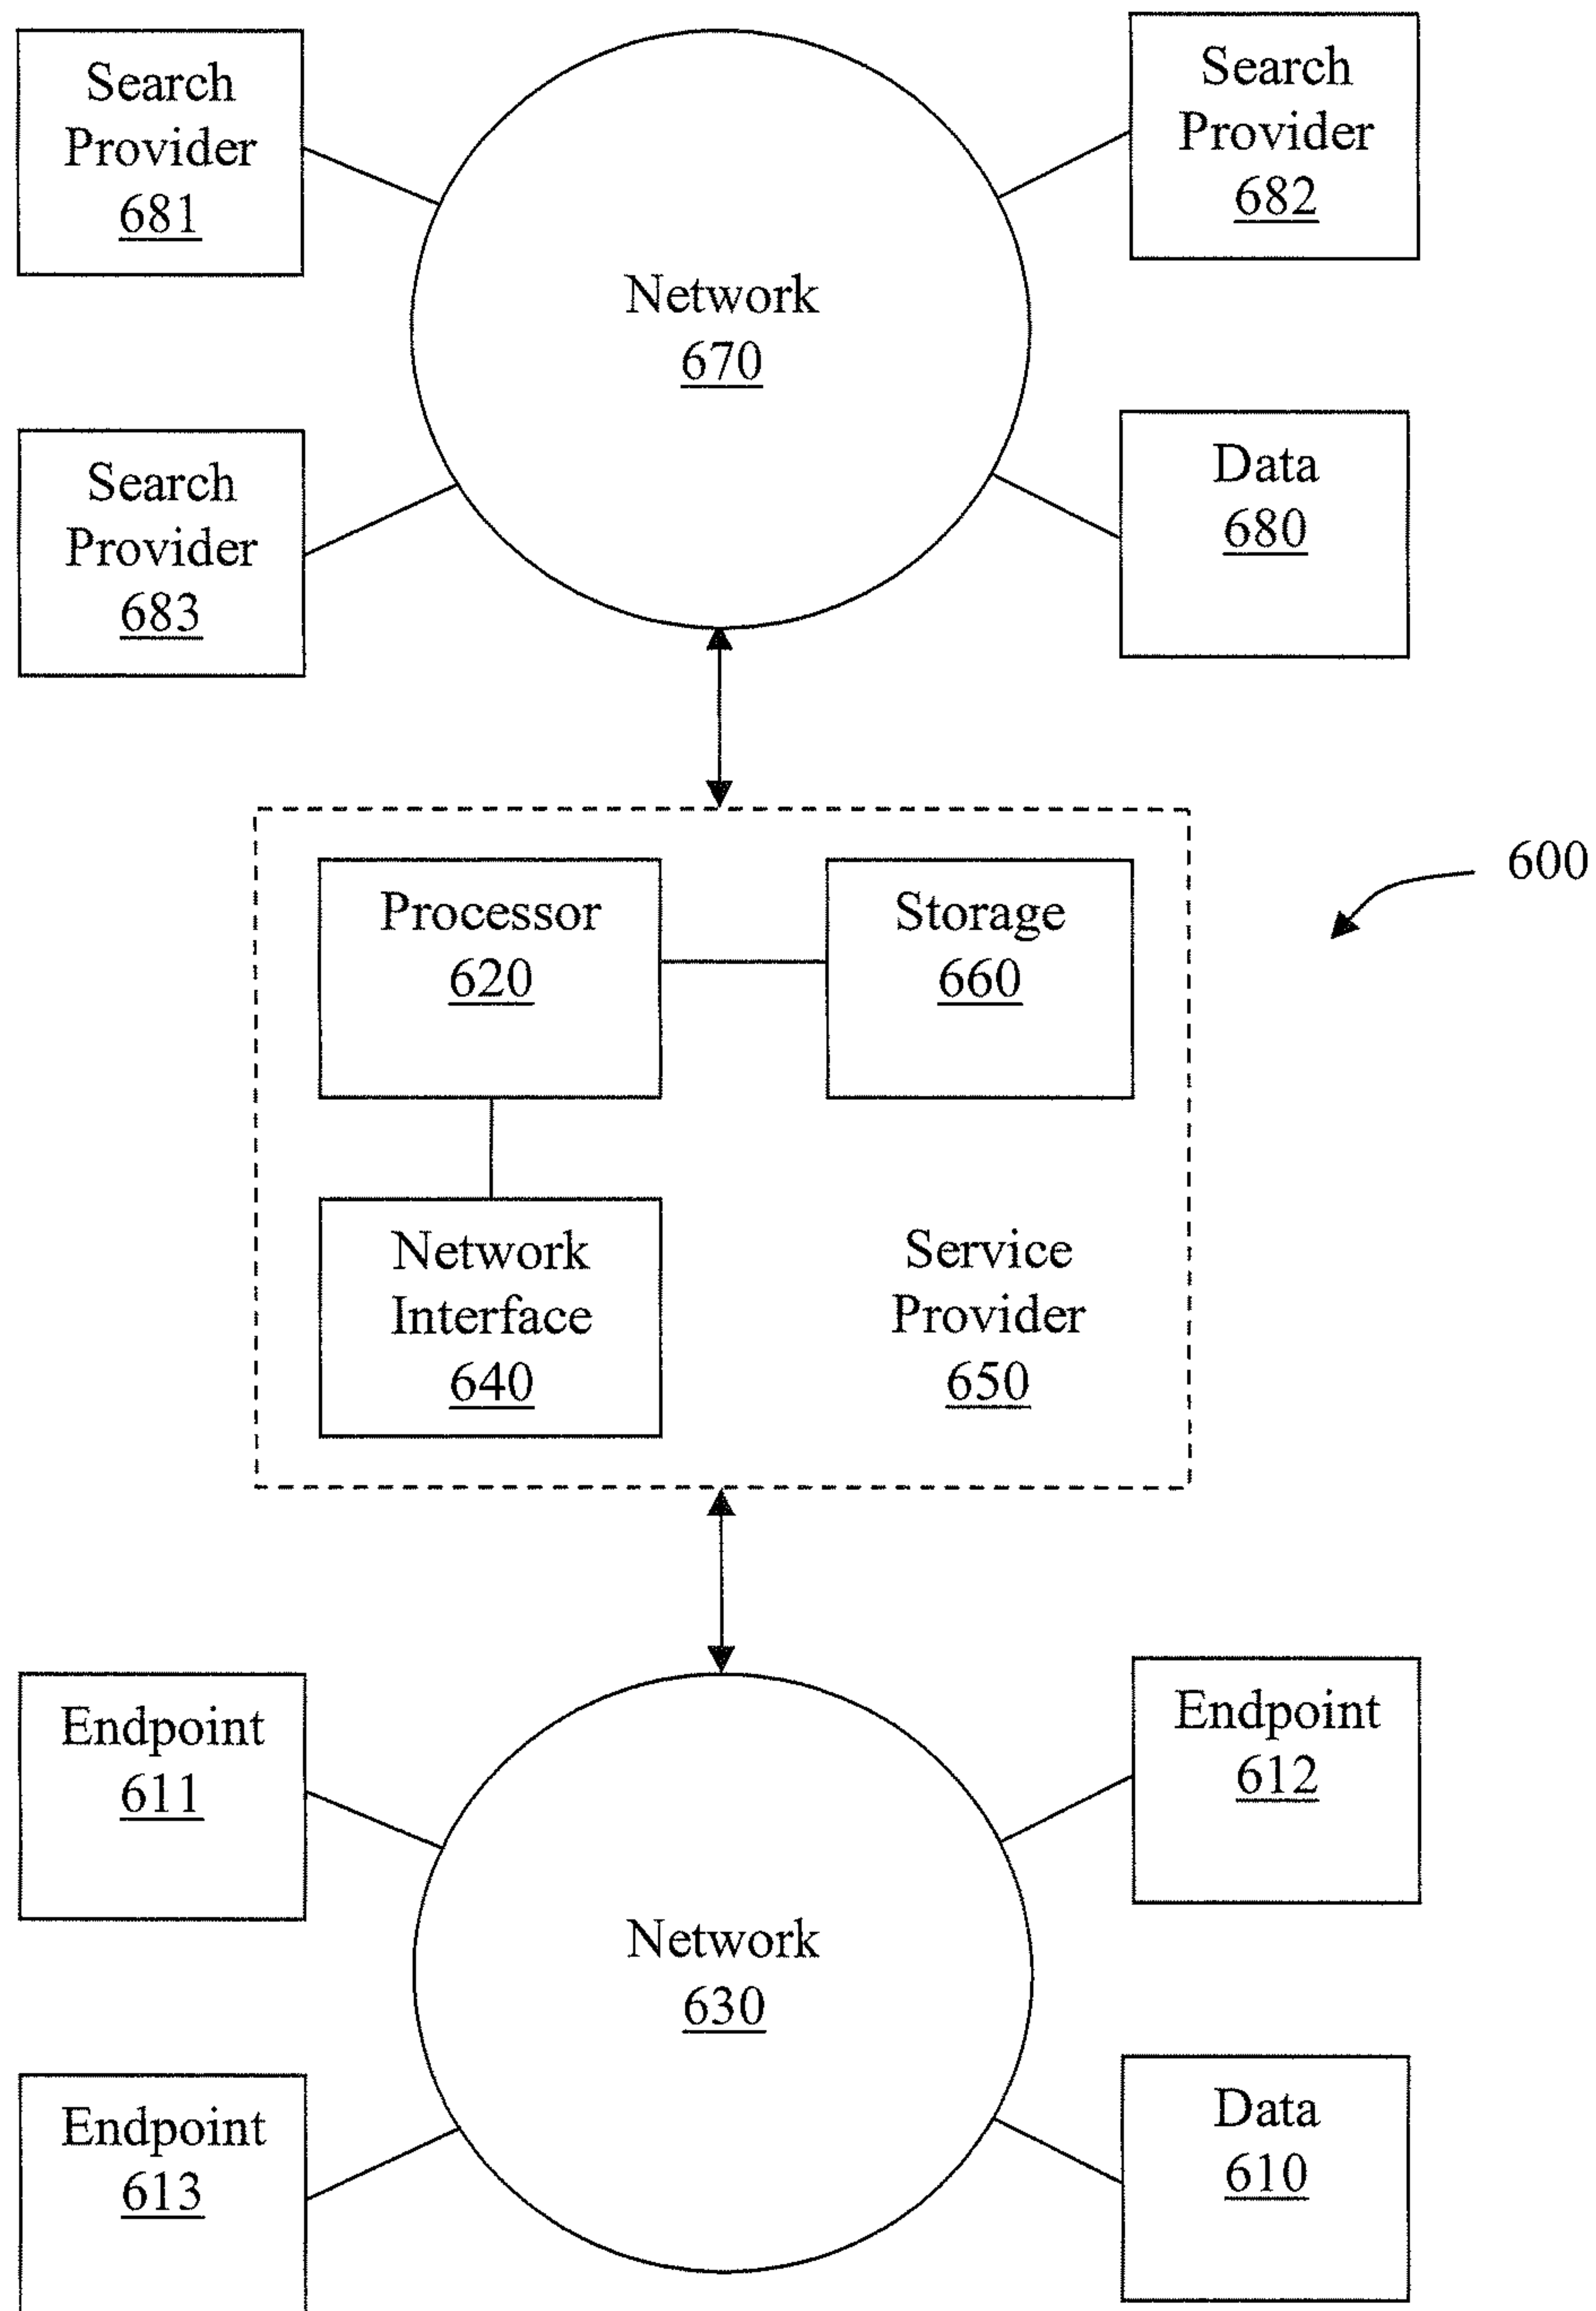 Search
Provider
681
Search
Provider
682
Network
670
Search
Provider
683
Data
680
600
Processor
620
Storage
660
Network
Interface
640
Service
Provider
650
Endpoint
611
Endpoint
612
Network
630
Endpoint
613
Data
610